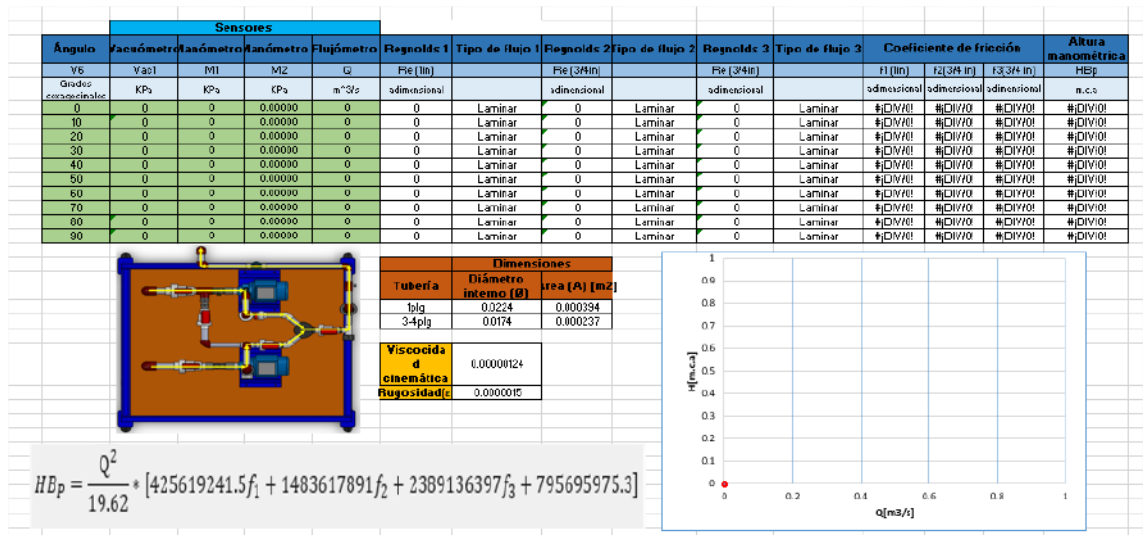 Sensores
Ángulo Vacuómetro Manómetro Manómetro Flujómetro Reynolds 1 Tipo de flujo 1 Reynolds 2 Tipo de flujo 2 Reynolds 3 Tipo de flujo 3 Coeficiente de fricción Altura manométrica
V6 Vac1 M1 M2 Q Re (1in) Re (3/4in) Re (3/4in) f1 (1in) f2(3/4 in) f3(3/4 in) HBp
Grados KPa KPa KPa m^3/s adimensional adimensional adimensional adimensional adimensional adimensional m.c.a
0 0 0 0.00000 0 0 Laminar 0 Laminar 0 Laminar #¡DIV/0! #¡DIV/0! #¡DIV/0! #¡DIV/0!
10 0 0 0.00000 0 0 Laminar 0 Laminar 0 Laminar #¡DIV/0! #¡DIV/0! #¡DIV/0! #¡DIV/0!
20 0 0 0.00000 0 0 Laminar 0 Laminar 0 Laminar #¡DIV/0! #¡DIV/0! #¡DIV/0! #¡DIV/0!
30 0 0 0.00000 0 0 Laminar 0 Laminar 0 Laminar #¡DIV/0! #¡DIV/0! #¡DIV/0! #¡DIV/0!
40 0 0 0.00000 0 0 Laminar 0 Laminar 0 Laminar #¡DIV/0! #¡DIV/0! #¡DIV/0! #¡DIV/0!
50 0 0 0.00000 0 0 Laminar 0 Laminar 0 Laminar #¡DIV/0! #¡DIV/0! #¡DIV/0! #¡DIV/0!
60 0 0 0.00000 0 0 Laminar 0 Laminar 0 Laminar #¡DIV/0! #¡DIV/0! #¡DIV/0! #¡DIV/0!
70 0 0 0.00000 0 0 Laminar 0 Laminar 0 Laminar #¡DIV/0! #¡DIV/0! #¡DIV/0! #¡DIV/0!
80 0 0 0.00000 0 0 Laminar 0 Laminar 0 Laminar #¡DIV/0! #¡DIV/0! #¡DIV/0! #¡DIV/0!
90 0 0 0.00000 0 0 Laminar 0 Laminar 0 Laminar #¡DIV/0! #¡DIV/0! #¡DIV/0! #¡DIV/0!
Dimensiones
Tubería Diámetro interno (Ø) Área (A) [m2]
1plg 0.0224 0.000394
3-4plg 0.0174 0.000237
Viscocidad cinemática 0.00000124
Rugosidad(ε 0.0000015
HBp = Q²/19.62 * [425619241.5f₁ + 1483617891f₂ + 2389136397f₃ + 795695975.3]
H[m.c.a]
1
0.9
0.8
0.7
0.6
0.5
0.4
0.3
0.2
0.1
0
0 0.2 0.4 0.6 0.8 1
Q[m3/s]